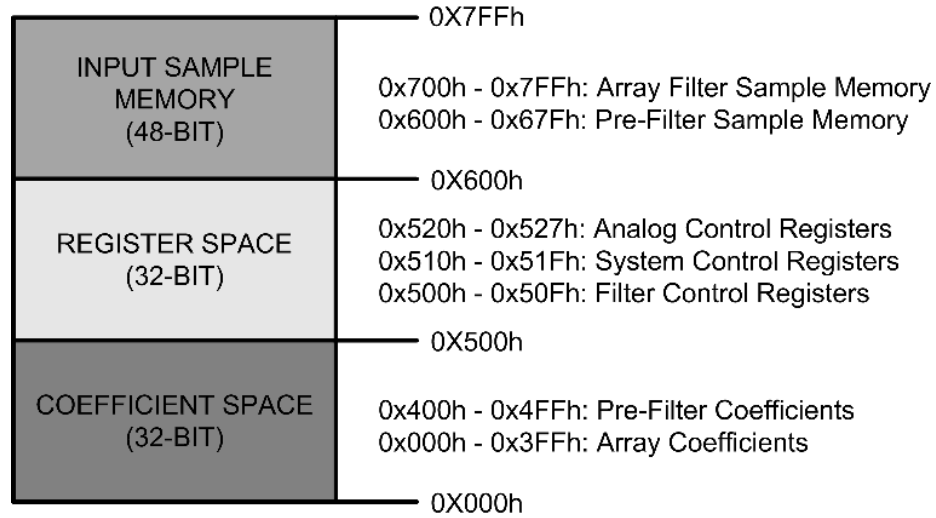 0X7FFh
INPUT SAMPLE
MEMORY
(48-BIT)
0x700h - 0x7FFh: Array Filter Sample Memory
0x600h - 0x67Fh: Pre-Filter Sample Memory
0X600h
REGISTER SPACE
(32-BIT)
0x520h - 0x527h: Analog Control Registers
0x510h - 0x51Fh: System Control Registers
0x500h - 0x50Fh: Filter Control Registers
0X500h
COEFFICIENT SPACE
(32-BIT)
0x400h - 0x4FFh: Pre-Filter Coefficients
0x000h - 0x3FFh: Array Coefficients
0X000h